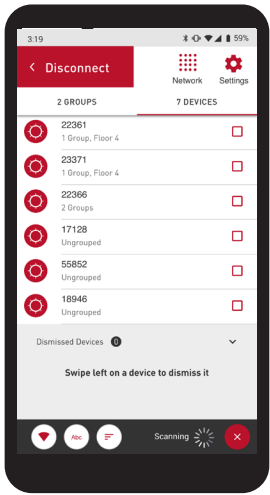 3:19
59%
Disconnect
Network
Settings
2 GROUPS
7 DEVICES
22361
1 Group, Floor 4
23371
1 Group, Floor 4
22366
2 Groups
17128
Ungrouped
55852
Ungrouped
18946
Ungrouped
Dismissed Devices 0
Swipe left on a device to dismiss it
Abc
Scanning